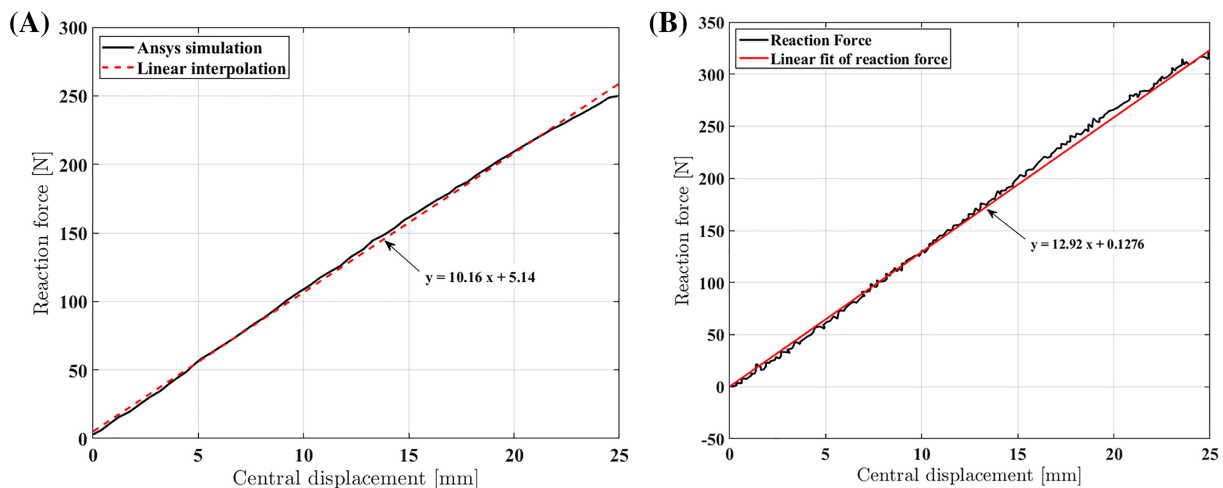 (A)
300
250
200
150
100
50
0
Reaction force [N]
Ansys simulation
Linear interpolation
y = 10.16 x + 5.14
0 5 10 15 20 25
Central displacement [mm]
(B)
350
300
250
200
150
100
50
0
-50
Reaction force [N]
Reaction Force
Linear fit of reaction force
y = 12.92 x + 0.1276
0 5 10 15 20 25
Central displacement [mm]